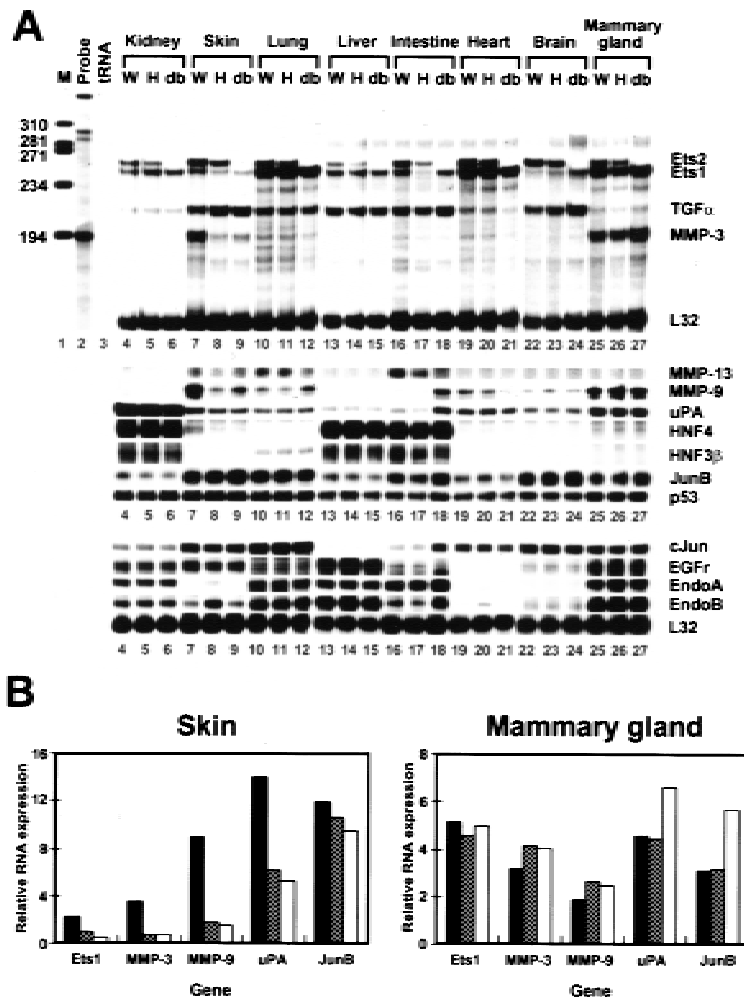 A
Kidney Skin Lung Liver Intestine Heart Brain Mammary gland
M Probe tRNA W H db W H db W H db W H db W H db W H db W H db W H db
310
281
271
234
194
Ets2
Ets1
TGFα
MMP-3
L32
1 2 3 4 5 6 7 8 9 10 11 12 13 14 15 16 17 18 19 20 21 22 23 24 25 26 27
MMP-13
MMP-9
uPA
HNF4
HNF3β
JunB
p53
4 5 6 7 8 9 10 11 12 13 14 15 16 17 18 19 20 21 22 23 24 25 26 27
cJun
EGFr
EndoA
EndoB
L32
4 5 6 7 8 9 10 11 12 13 14 15 16 17 18 19 20 21 22 23 24 25 26 27
B
Skin
Relative RNA expression
16
12
8
4
0
Ets1 MMP-3 MMP-9 uPA JunB
Gene
Mammary gland
Relative RNA expression
8
6
4
2
0
Ets1 MMP-3 MMP-9 uPA JunB
Gene